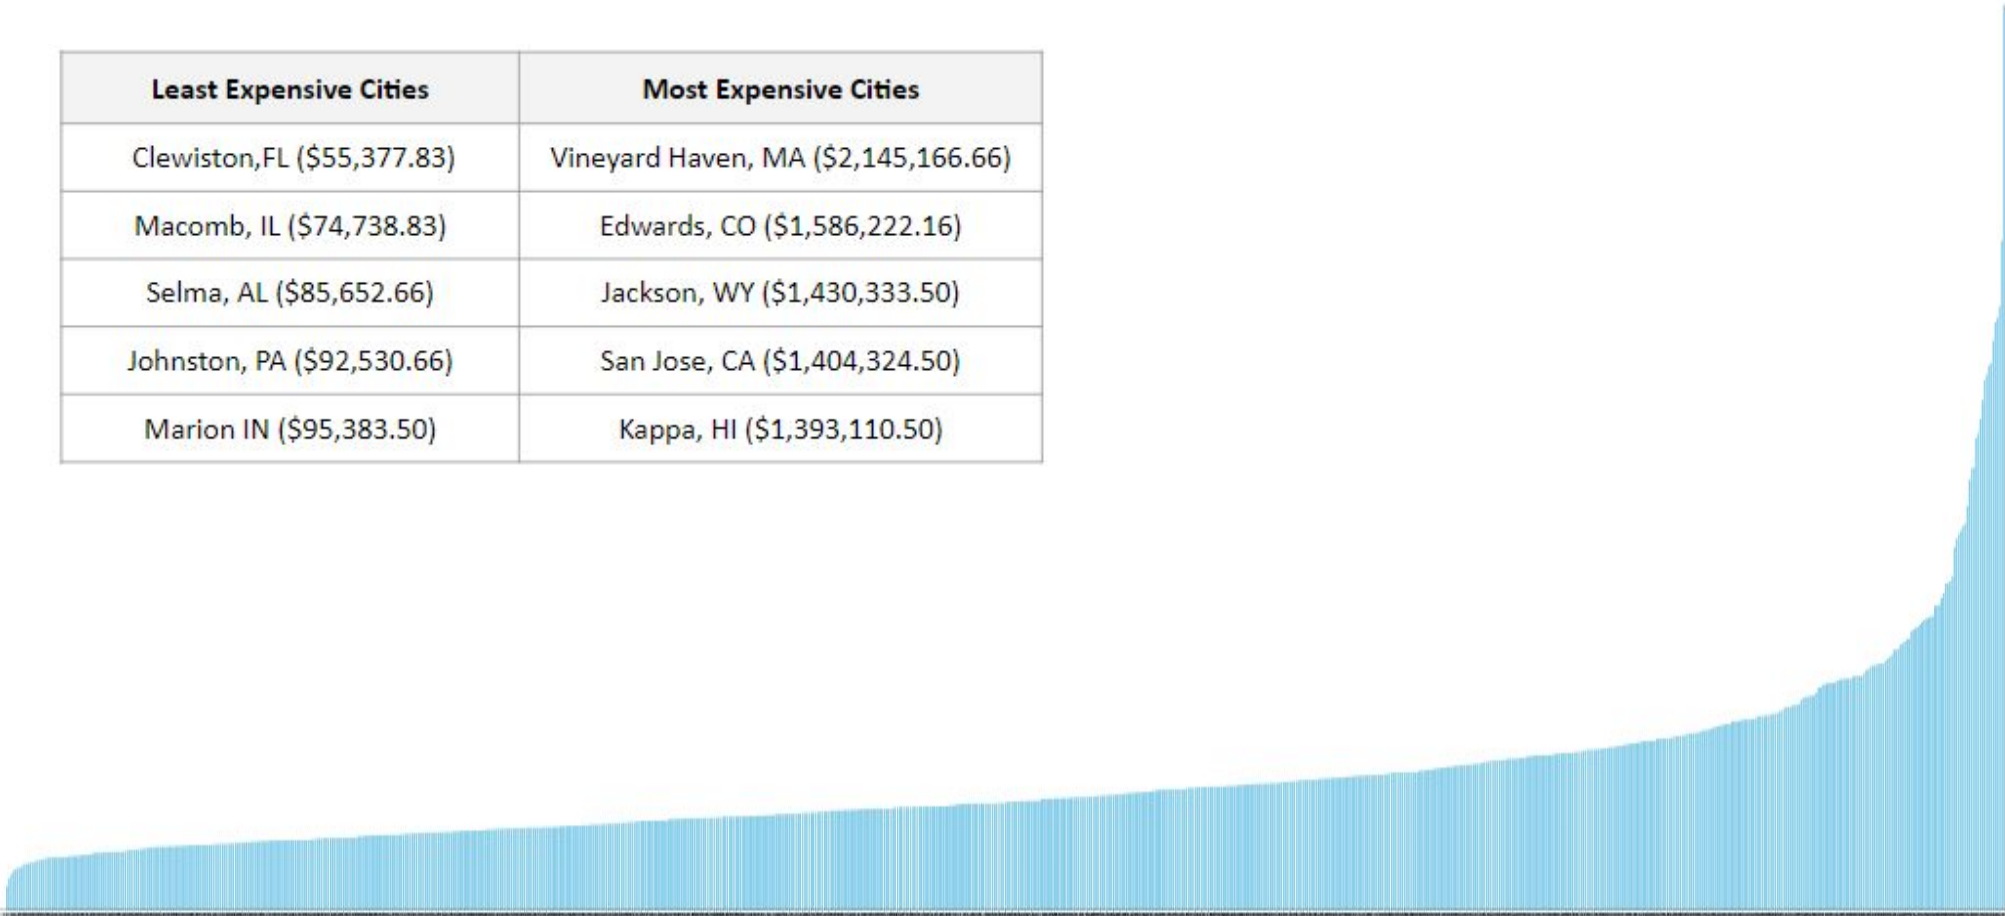 Least Expensive Cities Most Expensive Cities
Clewiston,FL ($55,377.83) Vineyard Haven, MA ($2,145,166.66)
Macomb, IL ($74,738.83) Edwards, CO ($1,586,222.16)
Selma, AL ($85,652.66) Jackson, WY ($1,430,333.50)
Johnston, PA ($92,530.66) San Jose, CA ($1,404,324.50)
Marion IN ($95,383.50) Kappa, HI ($1,393,110.50)